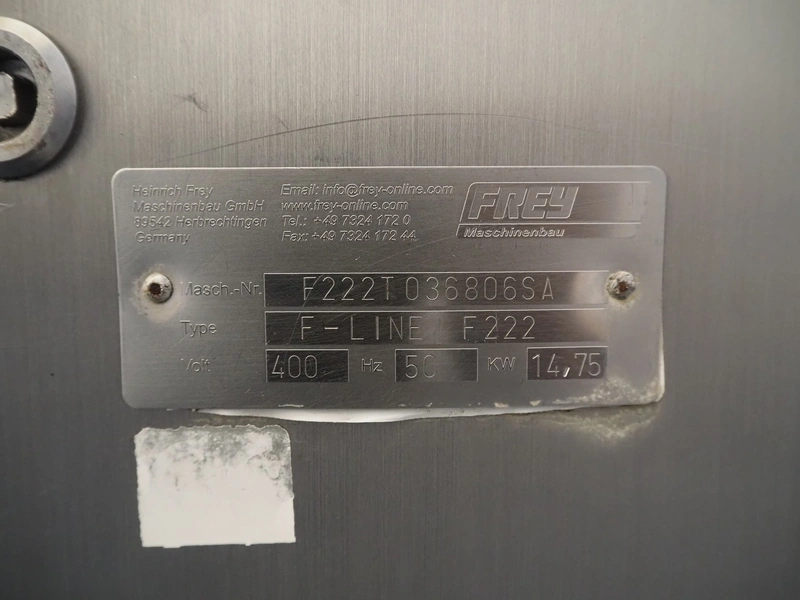 Heinrich Frey
Maschinenbau GmbH
89542 Herbrechtingen
Germany
Email: info@frey-online.com
www.frey-online.com
Tel.: +49 7324 172 0
Fax: +49 7324 172 44
FREY
Maschinenbau
Masch.-Nr. F222T036806SA
Type F-LINE F222
Volt 400 Hz 50 KW 14,75